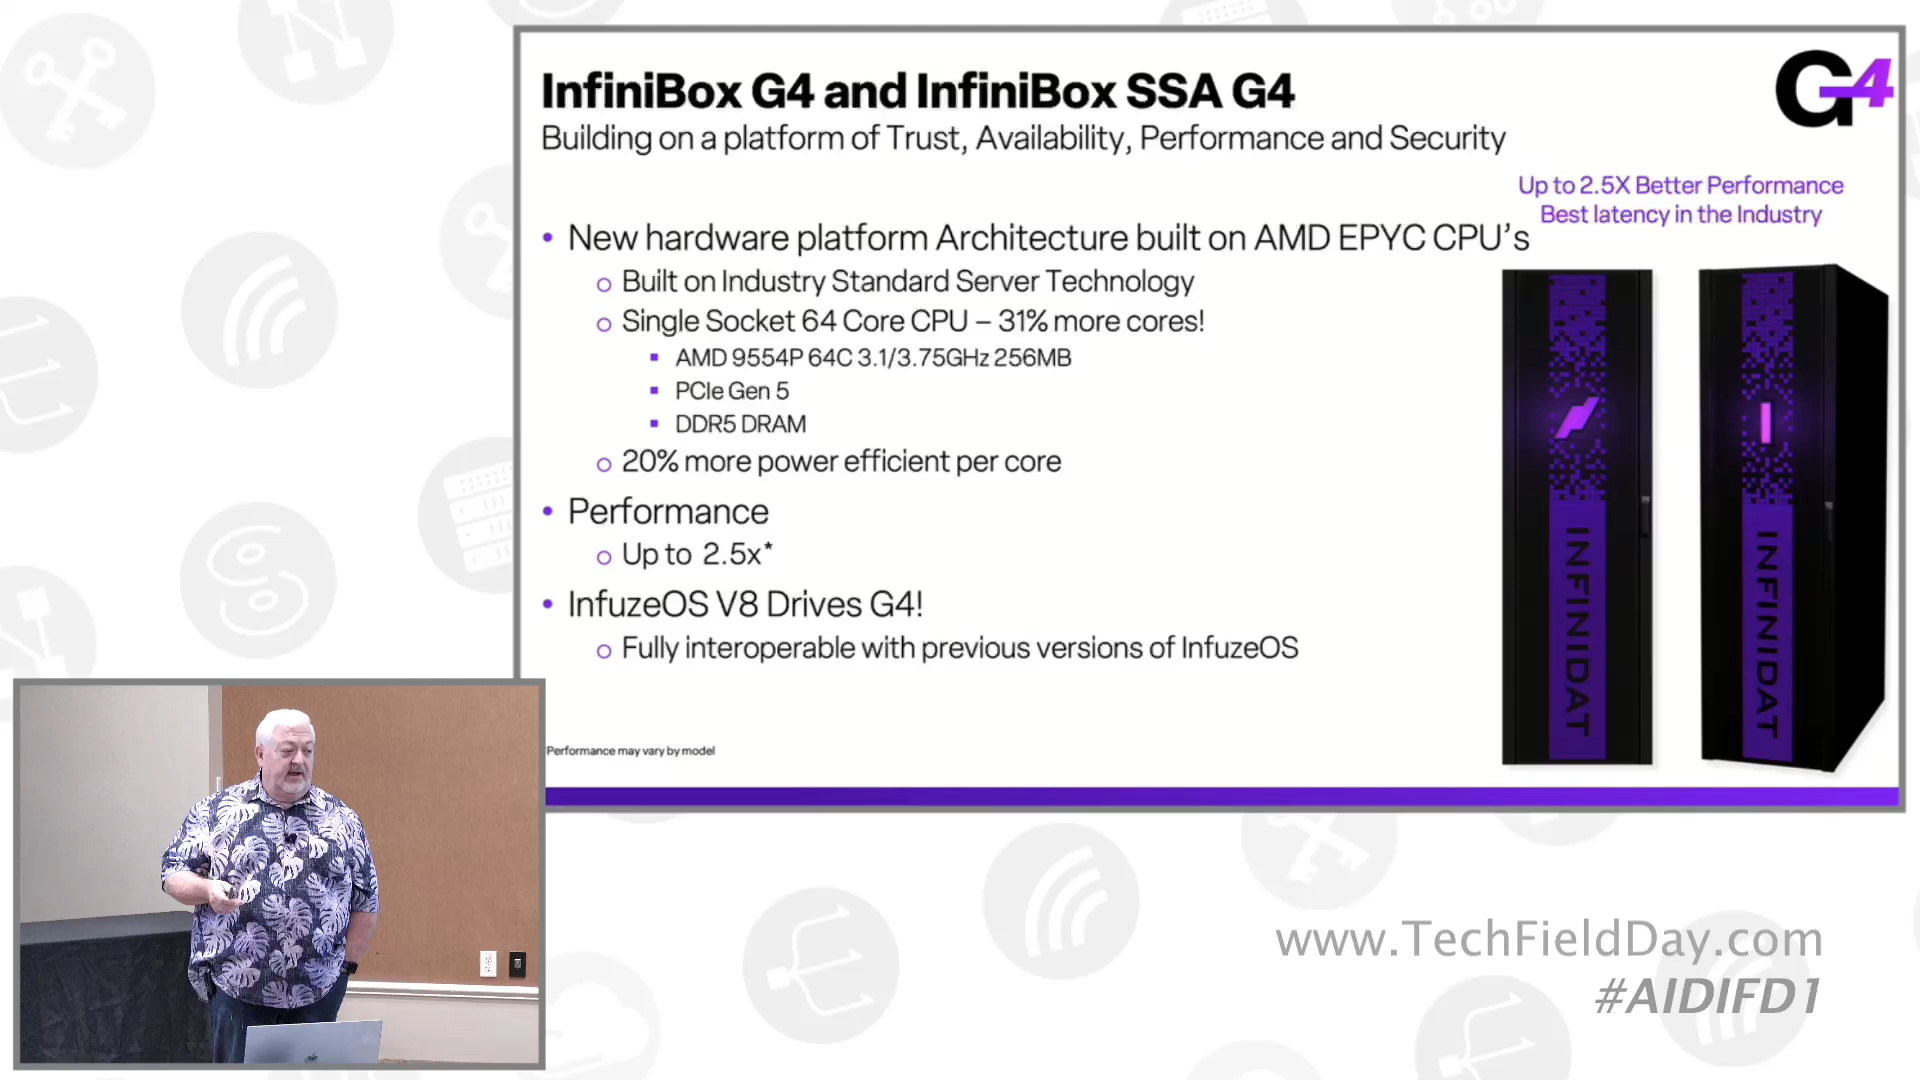 InfiniBox G4 and InfiniBox SSA G4
Building on a platform of Trust, Availability, Performance and Security
G4
Up to 2.5X Better Performance
Best latency in the Industry
• New hardware platform Architecture built on AMD EPYC CPU's
o Built on Industry Standard Server Technology
o Single Socket 64 Core CPU – 31% more cores!
▪ AMD 9554P 64C 3.1/3.75GHz 256MB
▪ PCIe Gen 5
▪ DDR5 DRAM
o 20% more power efficient per core
• Performance
o Up to 2.5x*
• InfuzeOS V8 Drives G4!
o Fully interoperable with previous versions of InfuzeOS
INFINIDAT
INFINIDAT
*Performance may vary by model
www.TechFieldDay.com
#AIDIFD1